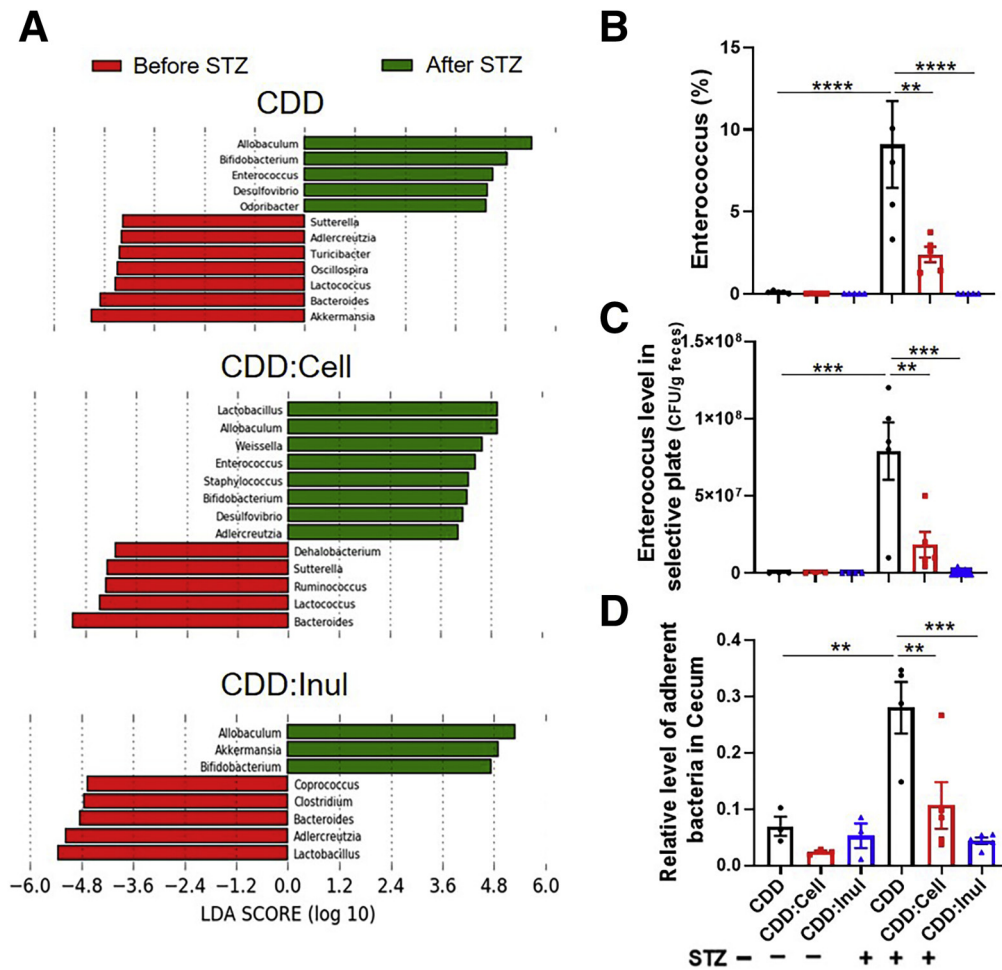 A
Before STZ
After STZ
CDD
Allobaculum
Bifidobacterium
Enterococcus
Desulfovibrio
Odoribacter
Sutterella
Adlercreutzia
Turicibacter
Oscillospira
Lactococcus
Bacteroides
Akkermansia
CDD:Cell
Lactobacillus
Allobaculum
Weissella
Enterococcus
Staphylococcus
Bifidobacterium
Desulfovibrio
Adlercreutzia
Dehalobacterium
Sutterella
Ruminococcus
Lactococcus
Bacteroides
CDD:Inul
Allobaculum
Akkermansia
Bifidobacterium
Coprococcus
Clostridium
Bacteroides
Adlercreutzia
Lactobacillus
−6.0 −4.8 −3.6 −2.4 −1.2 0.0 1.2 2.4 3.6 4.8 6.0
LDA SCORE (log 10)
B
Enterococcus (%)
15
10
5
0
****
****
**
C
Enterococus level in
selective plate (CFU/g feces)
1.5×10⁸
1×10⁸
5×10⁷
0
***
***
**
D
Relative level of adherent
bacteria in Cecum
0.4
0.3
0.2
0.1
0.0
**
***
**
CDD CDD:Cell CDD:Inul CDD CDD:Cell CDD:Inul
STZ − − − + + +